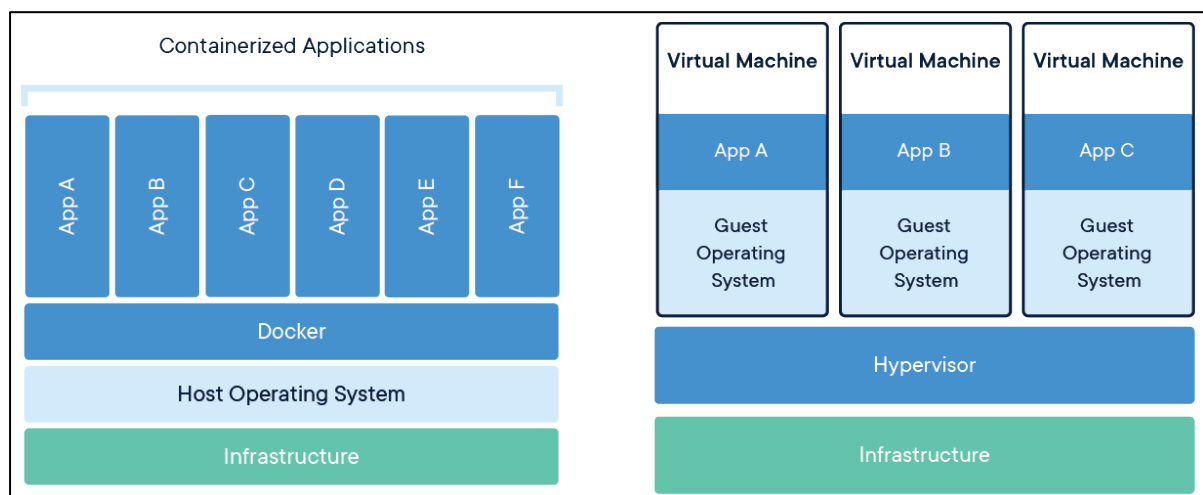 Containerized Applications
App A
App B
App C
App D
App E
App F
Docker
Host Operating System
Infrastructure
Virtual Machine
App A
Guest
Operating
System
Virtual Machine
App B
Guest
Operating
System
Virtual Machine
App C
Guest
Operating
System
Hypervisor
Infrastructure